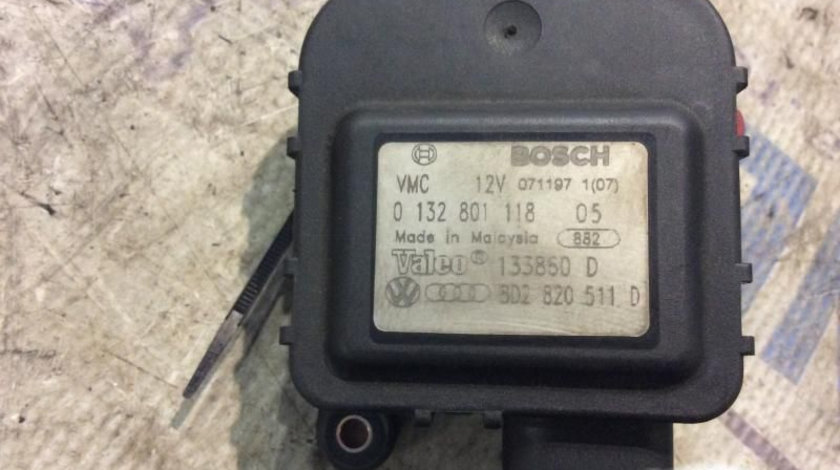 BOSCH
VMC 12V 071197 1(07)
0 132 801 118 05
Made in Malaysia 882
Valeo® 133860 D
8D2 820 511 D